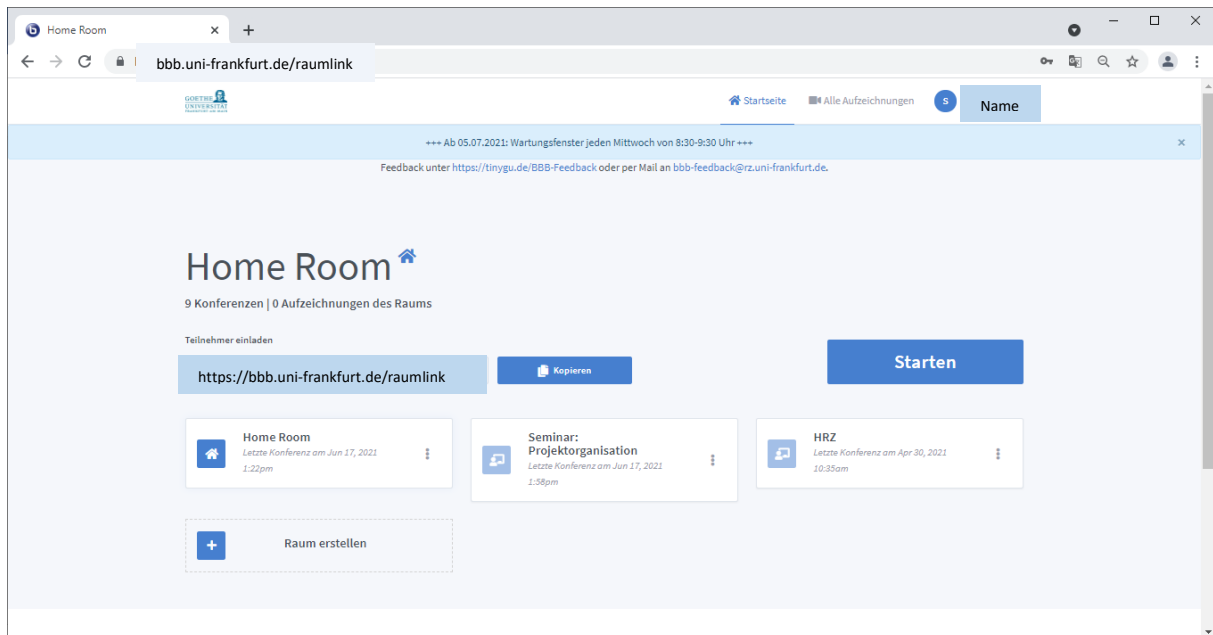 Home Room
bbb.uni-frankfurt.de/raumlink
GOETHE
UNIVERSITÄT
Startseite
Alle Aufzeichnungen
S
Name
+++ Ab 05.07.2021: Wartungsfenster jeden Mittwoch von 8:30-9:30 Uhr +++
Feedback unter https://tinygu.de/BBB-Feedback oder per Mail an bbb-feedback@rz.uni-frankfurt.de.
Home Room
9 Konferenzen | 0 Aufzeichnungen des Raums
Teilnehmer einladen
https://bbb.uni-frankfurt.de/raumlink
Kopieren
Starten
Home Room
Letzte Konferenz am Jun 17, 2021
1:22pm
Seminar:
Projektorganisation
Letzte Konferenz am Jun 17, 2021
1:58pm
HRZ
Letzte Konferenz am Apr 30, 2021
10:35am
Raum erstellen